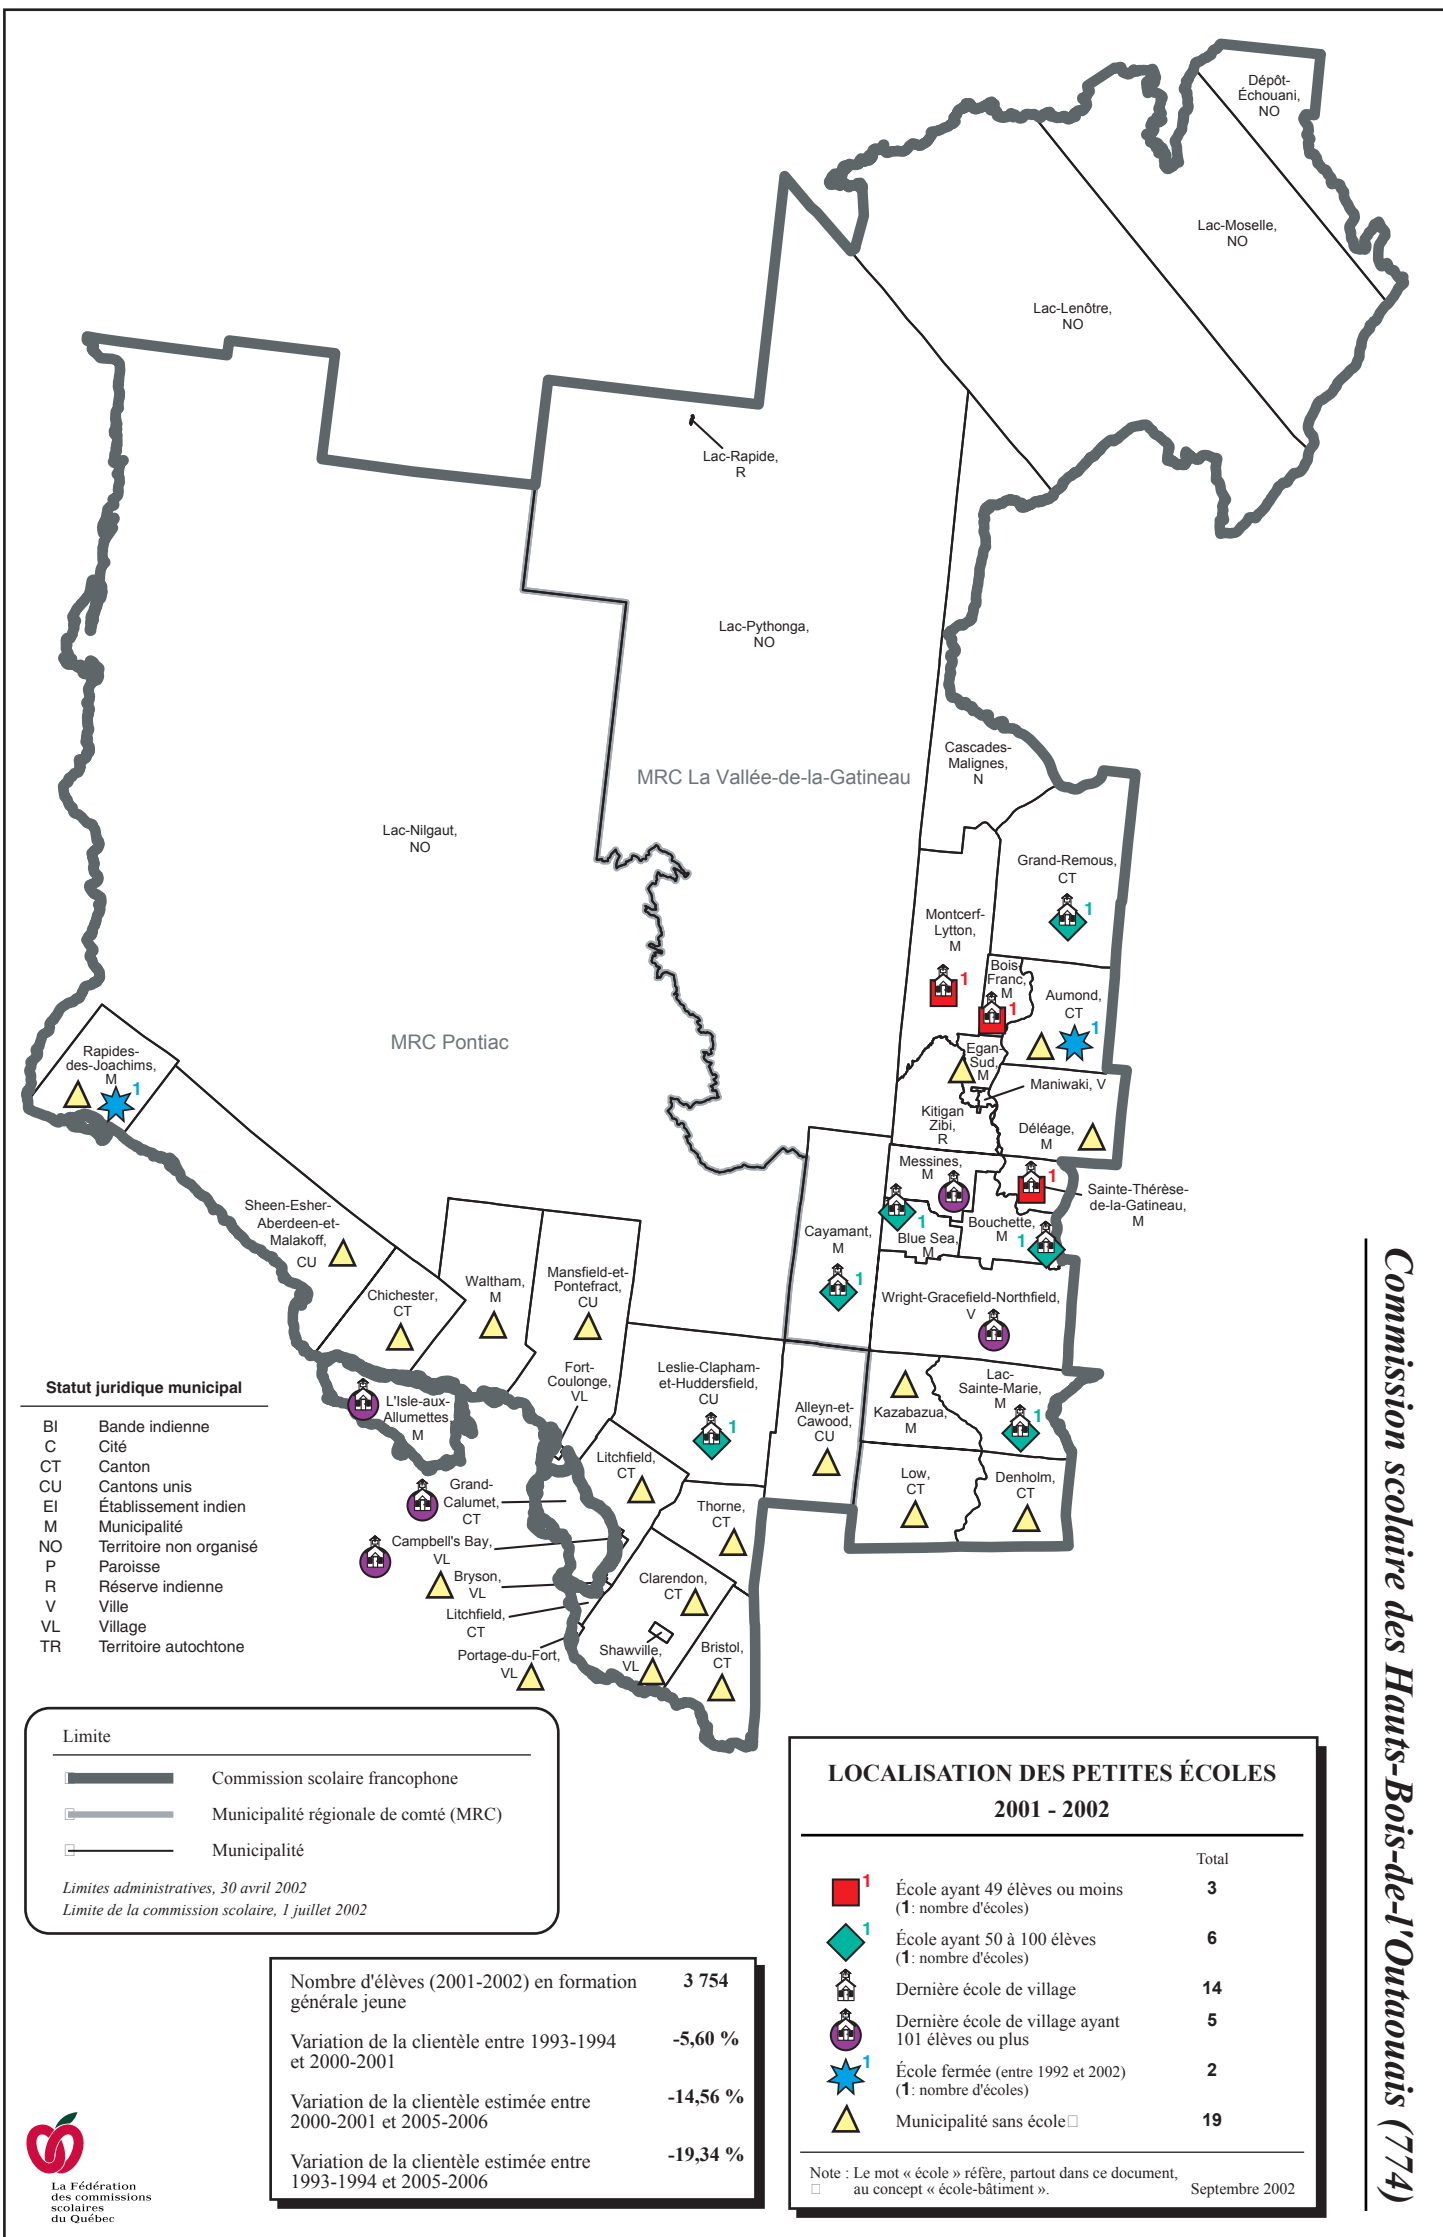 Dépôt-
Échouani,
NO
Lac-Moselle,
NO
Lac-Lenôtre,
NO
Lac-Rapide,
R
Lac-Pythonga,
NO
Cascades-
Malignes,
N
MRC La Vallée-de-la-Gatineau
Lac-Nilgaut,
NO
Grand-Remous,
CT
1
Montcerf-
Lytton,
M
1
Bois-
Franc,
M
1
Aumond,
CT
1
MRC Pontiac
Rapides-
des-Joachims,
M
1
Egan-
Sud,
M
Maniwaki, V
Kitigan
Zibi,
R
Déléage,
M
Messines,
M
1
Sainte-Thérèse-
de-la-Gatineau,
M
Sheen-Esher-
Aberdeen-et-
Malakoff,
CU
Cayamant,
M
1
1
Blue Sea,
M
Bouchette,
M
1
Chichester,
CT
Waltham,
M
Mansfield-et-
Pontefract,
CU
Wright-Gracefield-Northfield,
V
Fort-
Coulonge,
VL
Leslie-Clapham-
et-Huddersfield,
CU
1
Alleyn-et-
Cawood,
CU
Kazabazua,
M
Lac-
Sainte-Marie,
M
1
L'Isle-aux-
Allumettes,
M
Litchfield,
CT
Low,
CT
Denholm,
CT
Grand-
Calumet,
CT
Thorne,
CT
Campbell's Bay,
VL
Bryson,
VL
Clarendon,
CT
Litchfield,
CT
Portage-du-Fort,
VL
Shawville,
VL
Bristol,
CT
Statut juridique municipal
BI Bande indienne
C Cité
CT Canton
CU Cantons unis
EI Établissement indien
M Municipalité
NO Territoire non organisé
P Paroisse
R Réserve indienne
V Ville
VL Village
TR Territoire autochtone
Limite
Commission scolaire francophone
Municipalité régionale de comté (MRC)
Municipalité
Limites administratives, 30 avril 2002
Limite de la commission scolaire, 1 juillet 2002
Nombre d'élèves (2001-2002) en formation 3 754
générale jeune
Variation de la clientèle entre 1993-1994 -5,60 %
et 2000-2001
Variation de la clientèle estimée entre -14,56 %
2000-2001 et 2005-2006
Variation de la clientèle estimée entre -19,34 %
1993-1994 et 2005-2006
LOCALISATION DES PETITES ÉCOLES
2001 - 2002
Total
1 École ayant 49 élèves ou moins 3
(1: nombre d'écoles)
1 École ayant 50 à 100 élèves 6
(1: nombre d'écoles)
Dernière école de village 14
Dernière école de village ayant 5
101 élèves ou plus
1 École fermée (entre 1992 et 2002) 2
(1: nombre d'écoles)
Municipalité sans école 19
Note : Le mot « école » réfère, partout dans ce document,
au concept « école-bâtiment ». Septembre 2002
Commission scolaire des Hauts-Bois-de-l'Outaouais (774)
La Fédération
des commissions
scolaires
du Québec